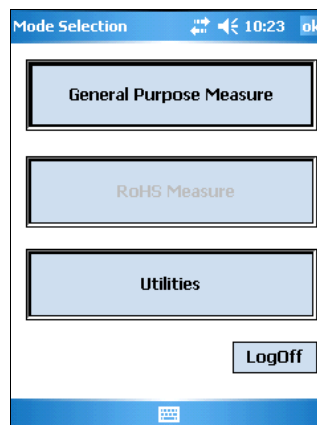 Mode Selection 10:23 ok
General Purpose Measure
RoHS Measure
Utilities
LogOff